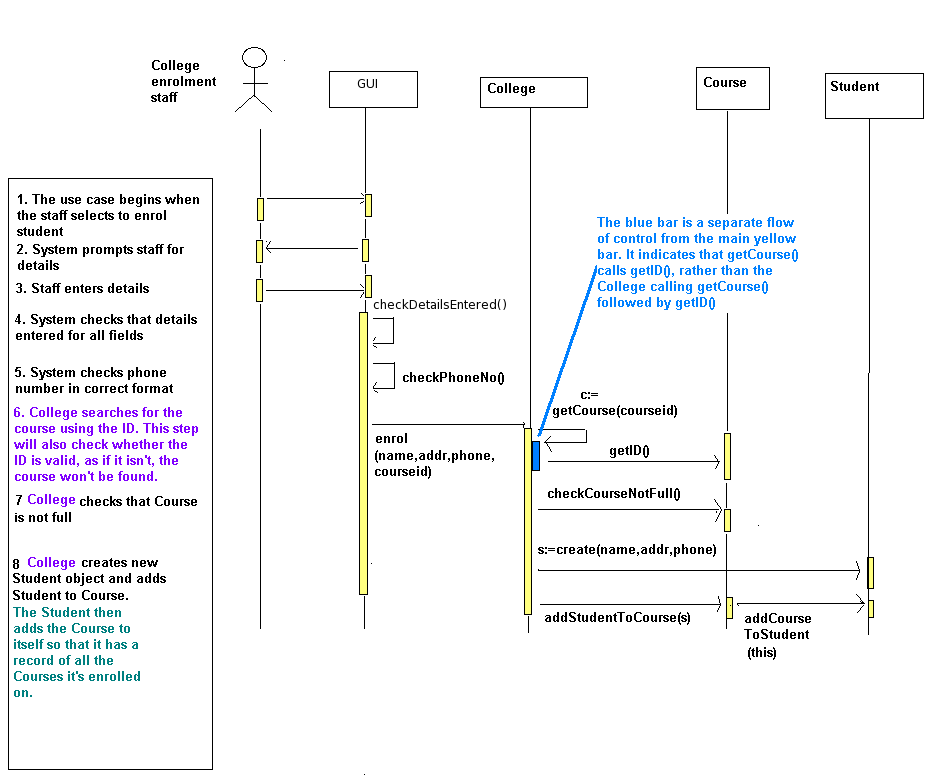 College
enrolment
staff
GUI
College
Course
Student
1. The use case begins when
the staff selects to enrol
student
2. System prompts staff for
details
3. Staff enters details
4. System checks that details
entered for all fields
5. System checks phone
number in correct format
6. College searches for the
course using the ID. This step
will also check whether the
ID is valid, as if it isn't, the
course won't be found.
7 College checks that Course
is not full
8 College creates new
Student object and adds
Student to Course.
The Student then
adds the Course to
itself so that it has a
record of all the
Courses it's enrolled
on.
The blue bar is a separate flow
of control from the main yellow
bar. It indicates that getCourse()
calls getID(), rather than the
College calling getCourse()
followed by getID()
checkDetailsEntered()
checkPhoneNo()
enrol
(name,addr,phone,
courseid)
c:=
getCourse(courseid)
getID()
checkCourseNotFull()
s:=create(name,addr,phone)
addStudentToCourse(s)
addCourse
ToStudent
(this)